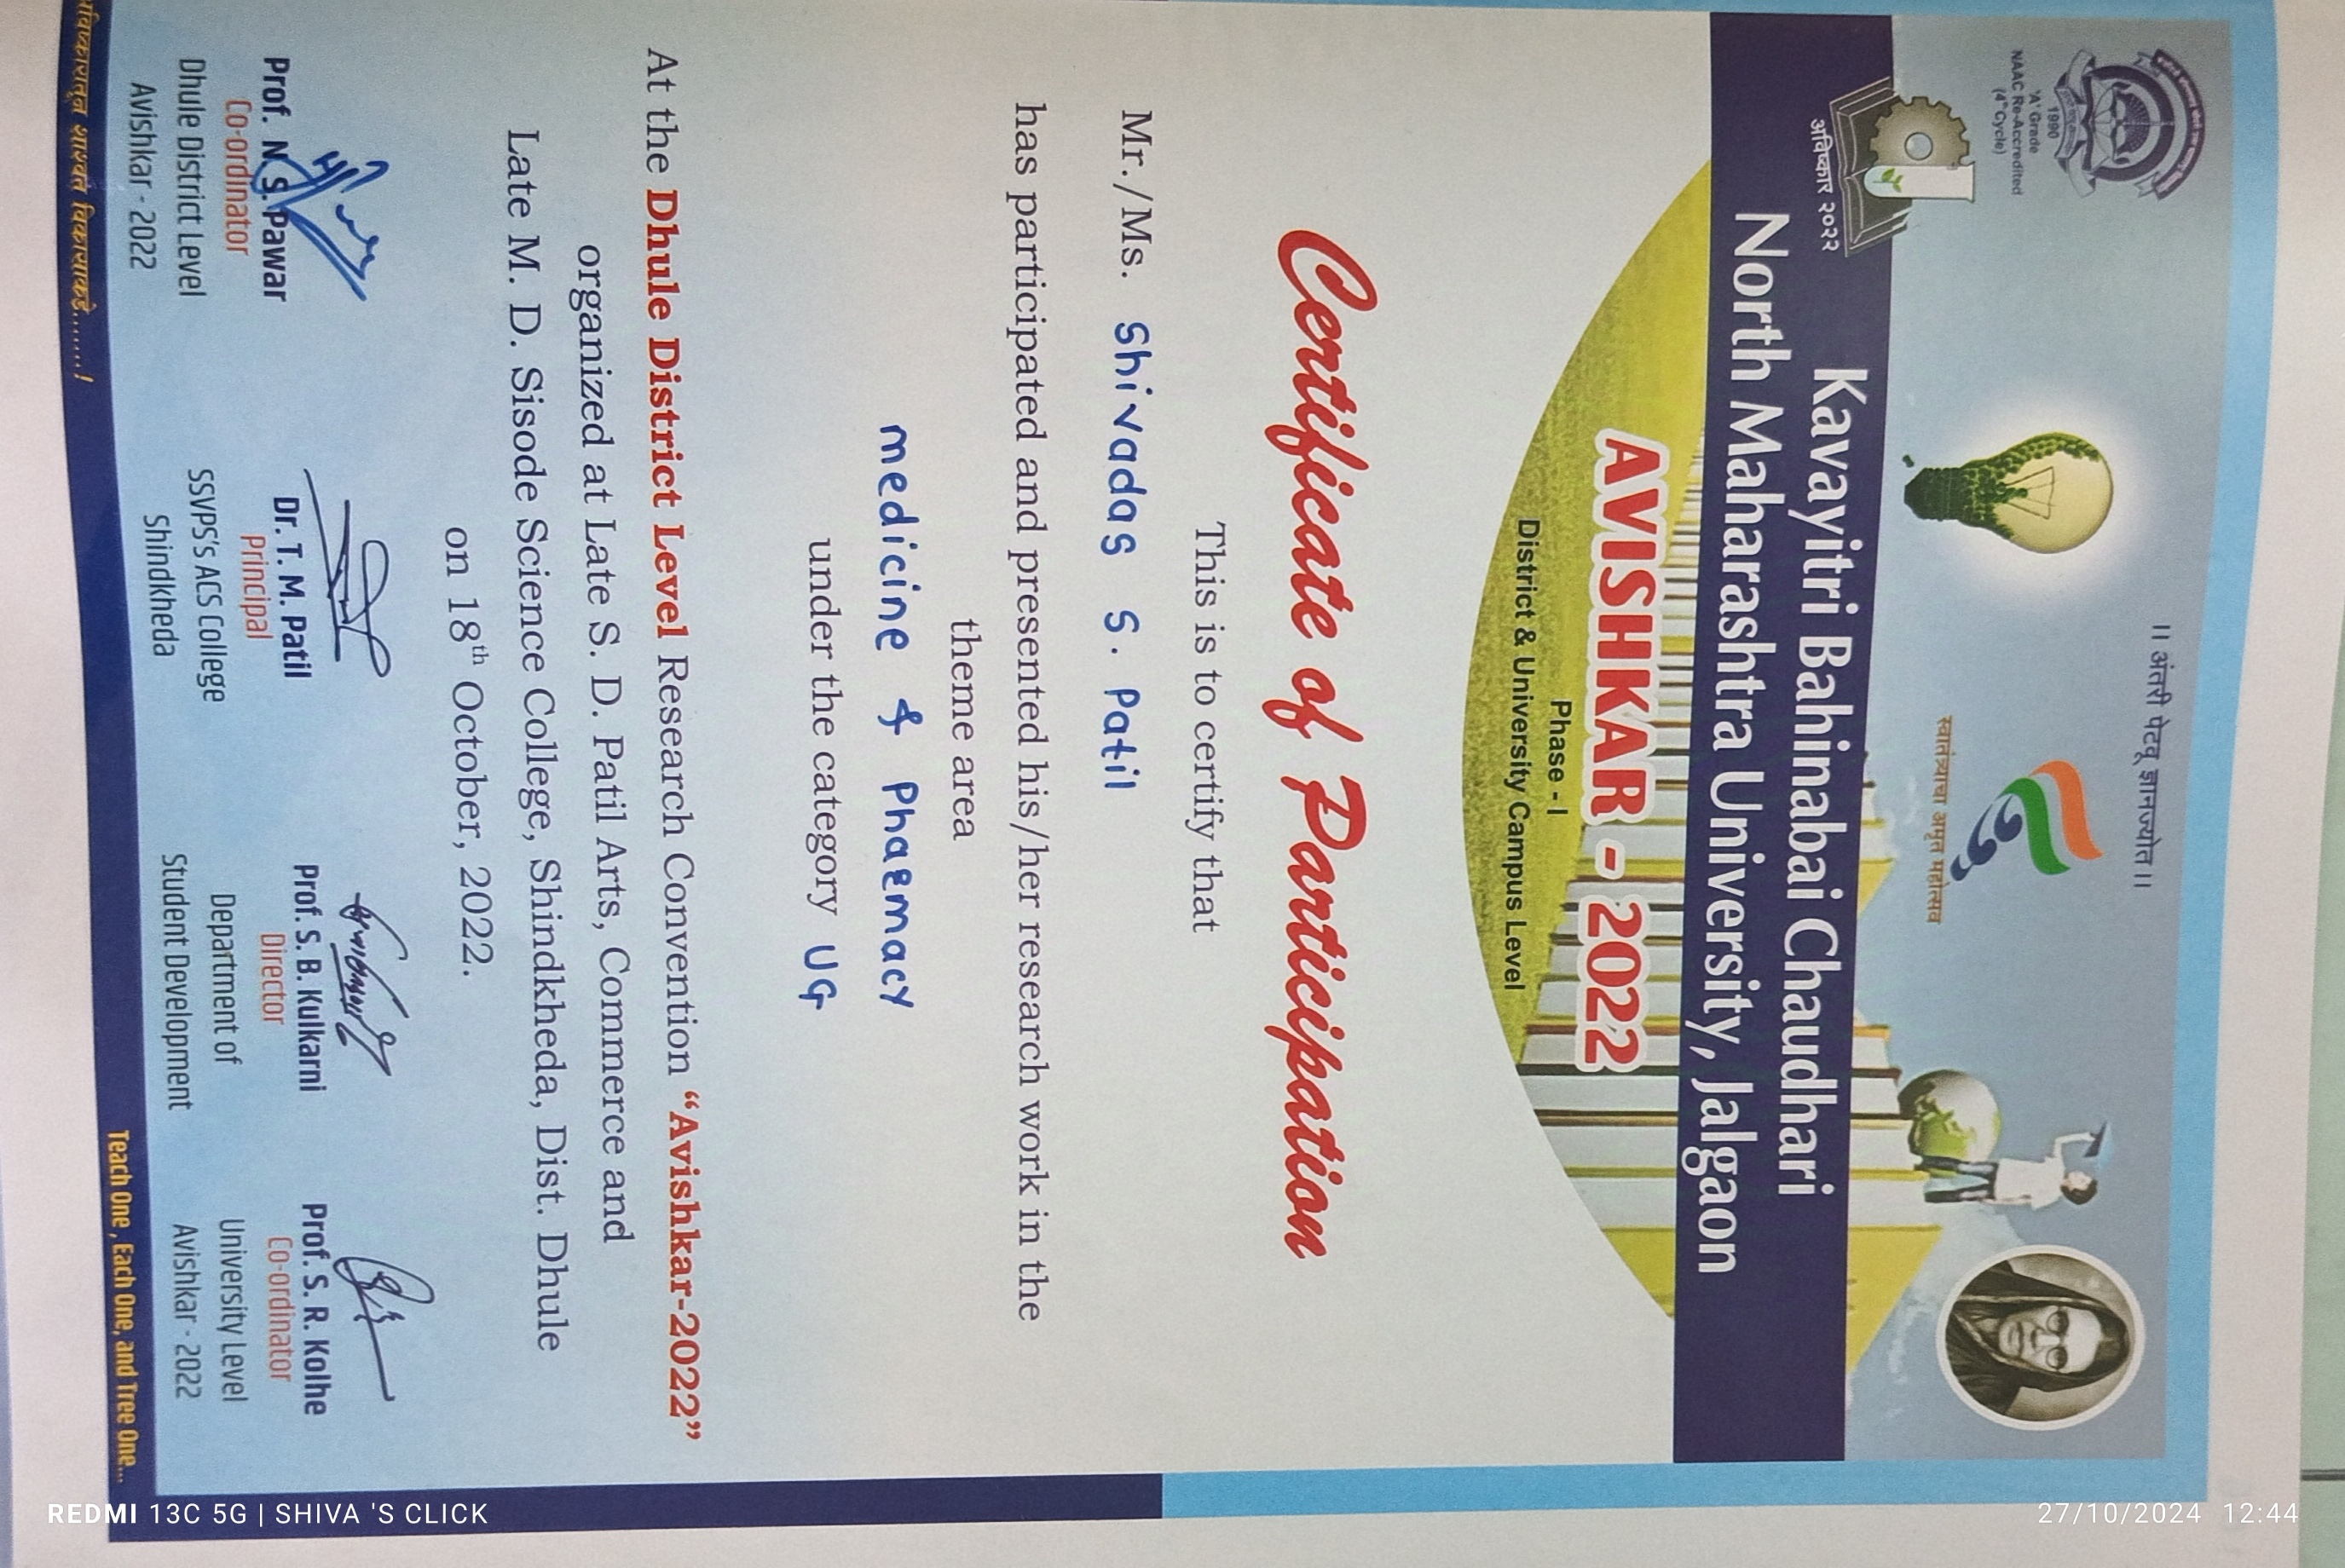 ।। अंतरी पेटवू ज्ञानज्योत ।।
1990
'A' Grade
NAAC Re-Accredited
(4th Cycle)
स्वातंत्र्याचा अमृत महोत्सव
अविष्कार २०२२
Kavayitri Bahinabai Chaudhari
North Maharashtra University, Jalgaon
AVISHKAR - 2022
Phase - I
District & University Campus Level
Certificate of Participation
This is to certify that
Mr./Ms. Shivadas S. Patil
has participated and presented his/her research work in the
theme area
medicine & Pharmacy
under the category UG
At the Dhule District Level Research Convention “Avishkar-2022”
organized at Late S. D. Patil Arts, Commerce and
Late M. D. Sisode Science College, Shindkheda, Dist. Dhule
on 18th October, 2022.
Prof. N. S. Pawar
Co-ordinator
Dhule District Level
Avishkar - 2022
Dr. T. M. Patil
Principal
SSVPS's ACS College
Shindkheda
Prof. S. B. Kulkarni
Director
Department of
Student Development
Prof. S. R. Kolhe
Co-ordinator
University Level
Avishkar - 2022
शाश्वत विकासाकडे.......!
Teach One, Each One, and Tree One...
REDMI 13C 5G | SHIVA 'S CLICK
27/10/2024 12:44